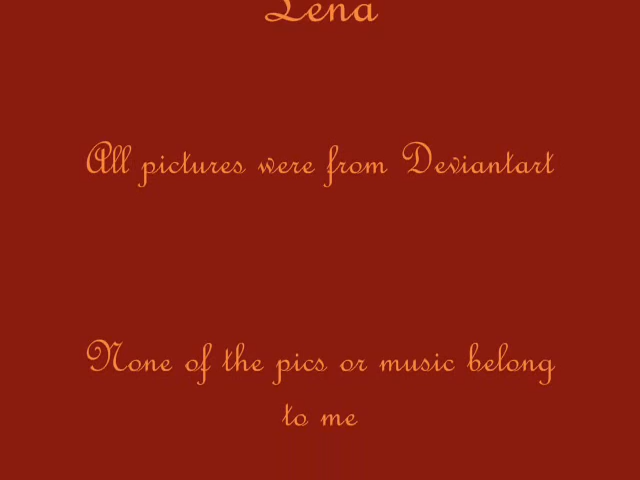 Lena
All pictures were from Deviantart
None of the pics or music belong
to me